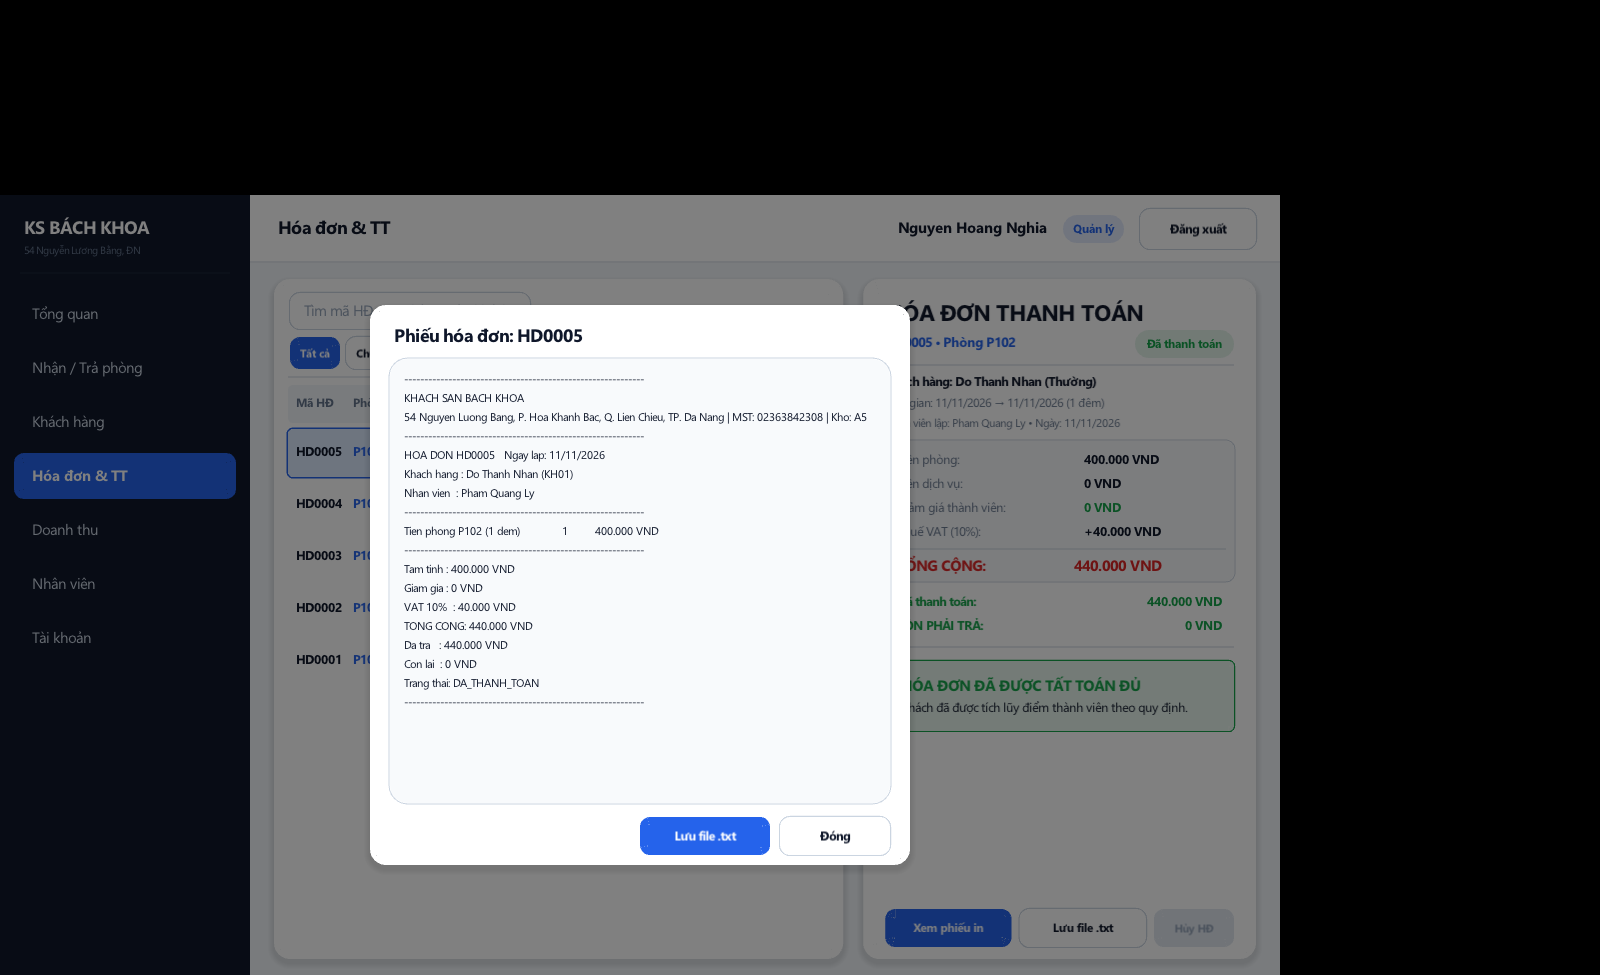 KS BÁCH KHOA
54 Nguyễn Lương Bằng, ĐN
Tổng quan
Nhận / Trả phòng
Khách hàng
Hóa đơn & TT
Doanh thu
Nhân viên
Tài khoản
Hóa đơn & TT
Nguyen Hoang Nghia
Quản lý
Đăng xuất
Tìm mã HĐ
Tất cả
Mã HĐ
HD0005
HD0004
HD0003
HD0002
HD0001
Phiếu hóa đơn: HD0005
------------------------------------------------------------
KHACH SAN BACH KHOA
54 Nguyen Luong Bang, P. Hoa Khanh Bac, Q. Lien Chieu, TP. Da Nang | MST: 02363842308 | Kho: A5
------------------------------------------------------------
HOA DON HD0005 Ngay lap: 11/11/2026
Khach hang : Do Thanh Nhan (KH01)
Nhan vien : Pham Quang Ly
------------------------------------------------------------
Tien phong P102 (1 dem) 1 400.000 VND
------------------------------------------------------------
Tam tinh : 400.000 VND
Giam gia : 0 VND
VAT 10% : 40.000 VND
TONG CONG: 440.000 VND
Da tra : 440.000 VND
Con lai : 0 VND
Trang thai: DA_THANH_TOAN
------------------------------------------------------------
Lưu file .txt
Đóng
ÓA ĐƠN THANH TOÁN
005 • Phòng P102
Đã thanh toán
ch hàng: Do Thanh Nhan (Thường)
gian: 11/11/2026 → 11/11/2026 (1 đêm)
viên lập: Pham Quang Ly • Ngày: 11/11/2026
n phòng: 400.000 VND
n dịch vụ: 0 VND
ảm giá thành viên: 0 VND
uế VAT (10%): +40.000 VND
ỔNG CỘNG: 440.000 VND
thanh toán: 440.000 VND
ÒN PHẢI TRẢ: 0 VND
ÓA ĐƠN ĐÃ ĐƯỢC TẤT TOÁN ĐỦ
hách đã được tích lũy điểm thành viên theo quy định.
Xem phiếu in
Lưu file .txt
Hủy HĐ